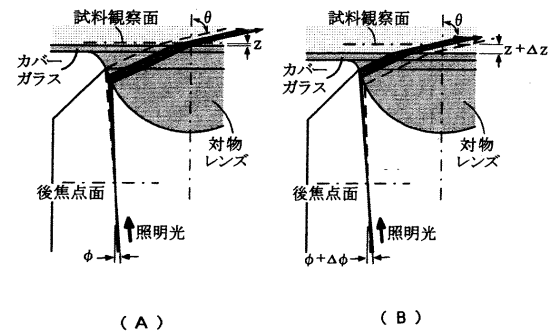 試料観察面
θ
z
カバー
ガラス
対物
レンズ
後焦点面
照明光
φ
(A)
試料観察面
θ
z+Δz
カバー
ガラス
対物
レンズ
後焦点面
照明光
φ+Δφ
(B)